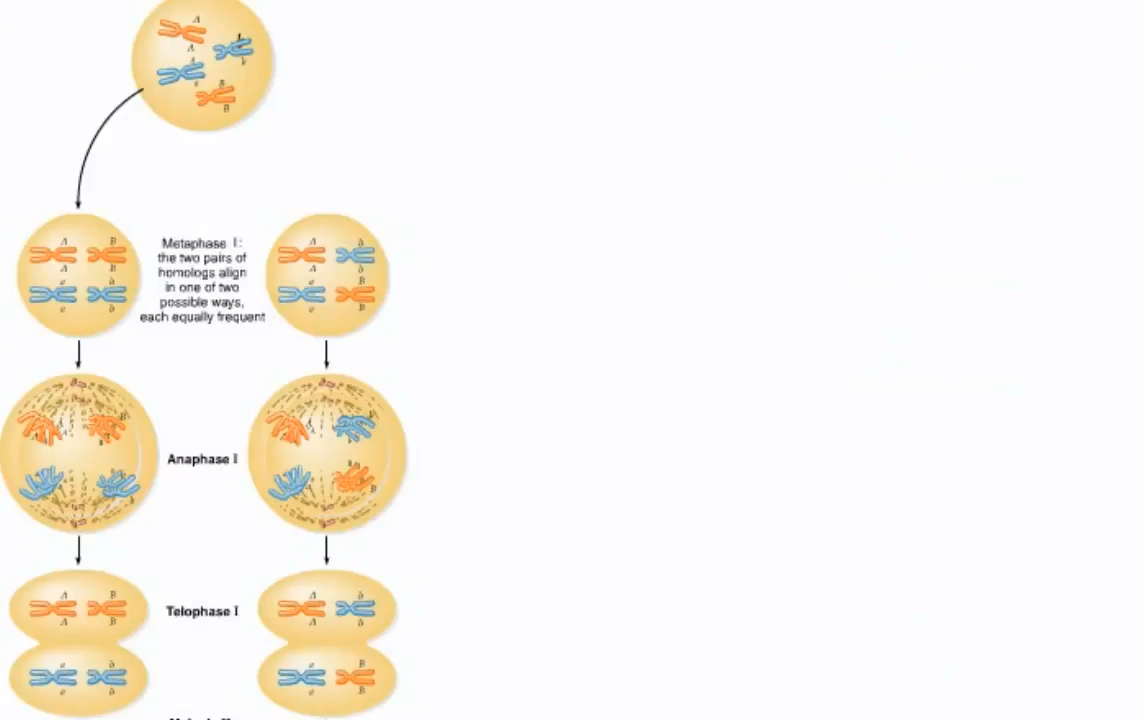 A
A
b
b
a
a
B
B
A
B
A
B
a
b
a
b
Metaphase I:
the two pairs of
homologs align
in one of two
possible ways,
each equally frequent
A
b
A
b
a
B
a
B
Anaphase I
A
B
A
B
Telophase I
a
b
a
b
A
b
A
b
a
B
a
B